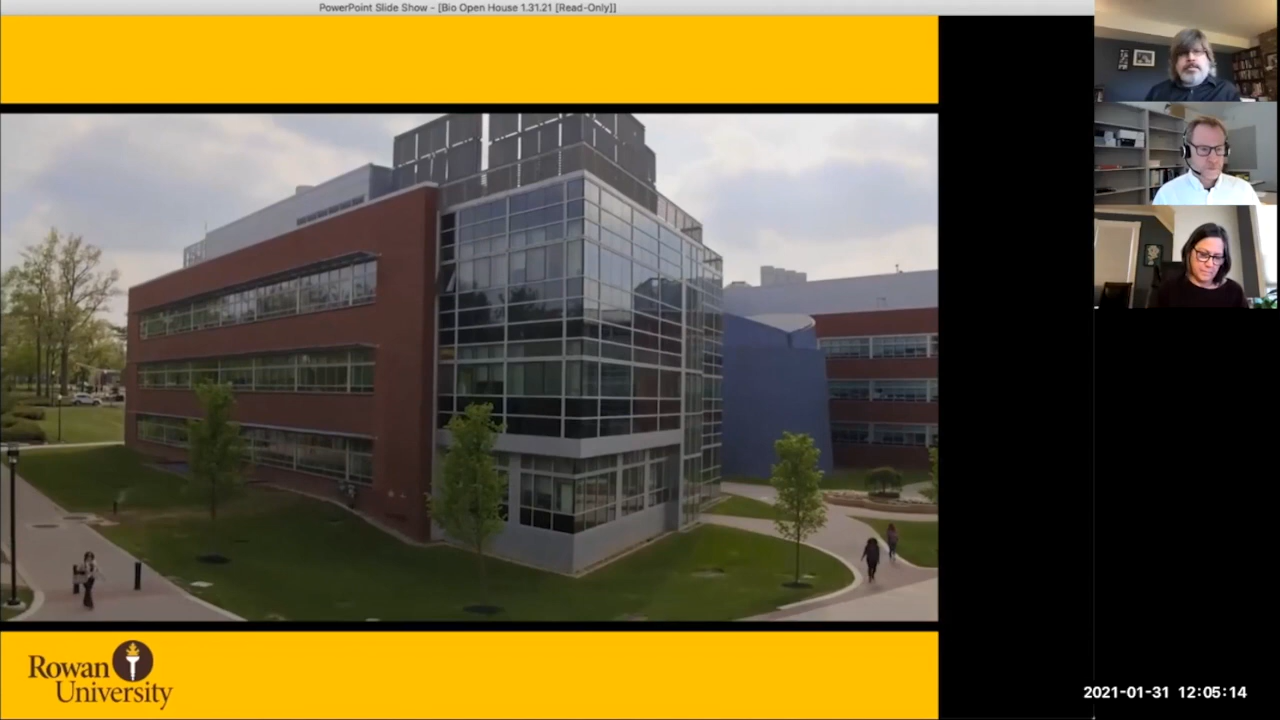 PowerPoint Slide Show - [Bio Open House 1.31.21 [Read-Only]]
Rowan
University
2021-01-31 12:05:14